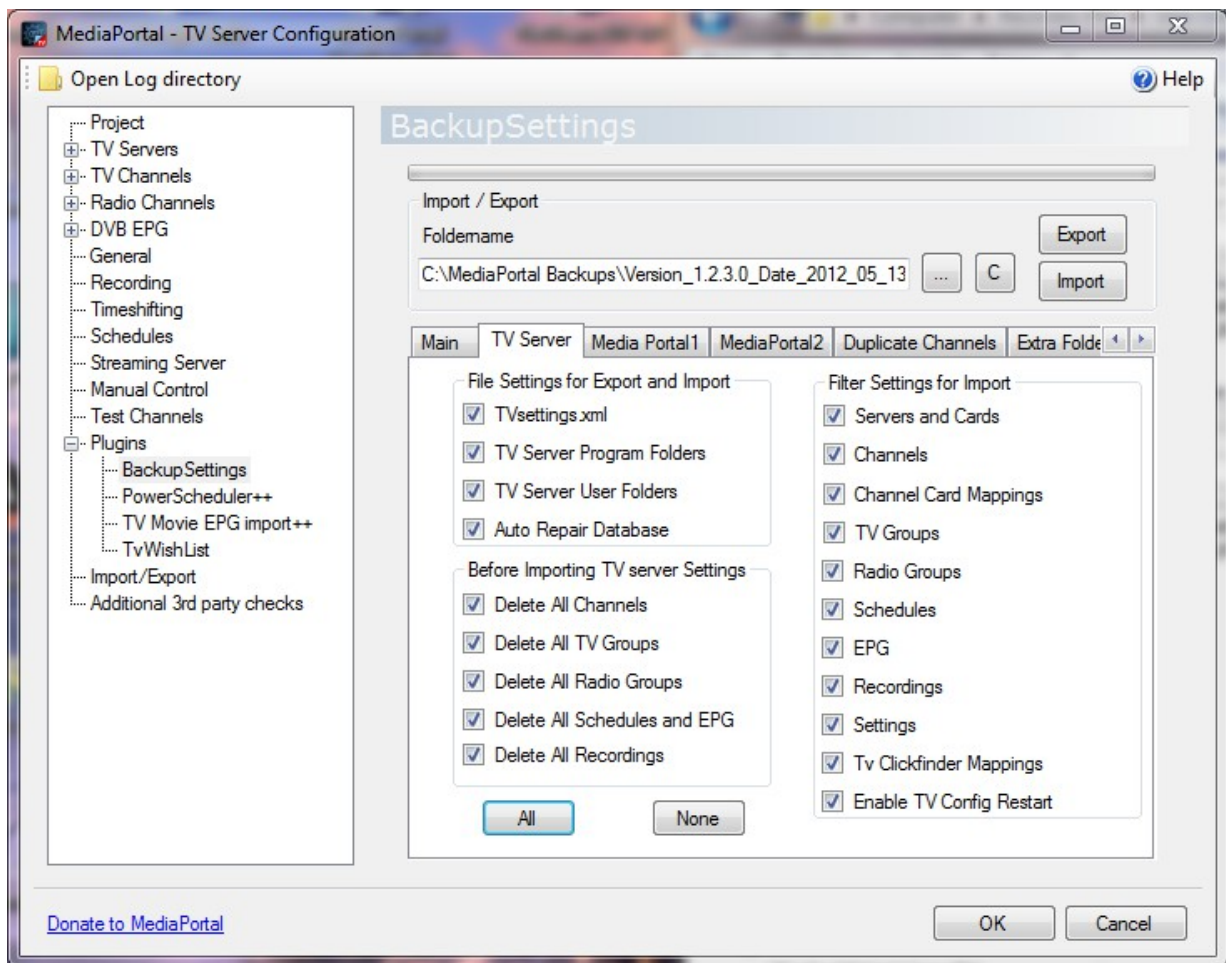 MediaPortal - TV Server Configuration
Open Log directory
Help
Project
TV Servers
TV Channels
Radio Channels
DVB EPG
General
Recording
Timeshifting
Schedules
Streaming Server
Manual Control
Test Channels
Plugins
BackupSettings
PowerScheduler++
TV Movie EPG import++
TvWishList
Import/Export
Additional 3rd party checks
BackupSettings
Import / Export
Foldername
Export
C:\MediaPortal Backups\Version_1.2.3.0_Date_2012_05_13
...
C
Import
Main
TV Server
Media Portal1
MediaPortal2
Duplicate Channels
Extra Folde
File Settings for Export and Import
TVsettings.xml
TV Server Program Folders
TV Server User Folders
Auto Repair Database
Before Importing TV server Settings
Delete All Channels
Delete All TV Groups
Delete All Radio Groups
Delete All Schedules and EPG
Delete All Recordings
All
None
Filter Settings for Import
Servers and Cards
Channels
Channel Card Mappings
TV Groups
Radio Groups
Schedules
EPG
Recordings
Settings
Tv Clickfinder Mappings
Enable TV Config Restart
Donate to MediaPortal
OK
Cancel